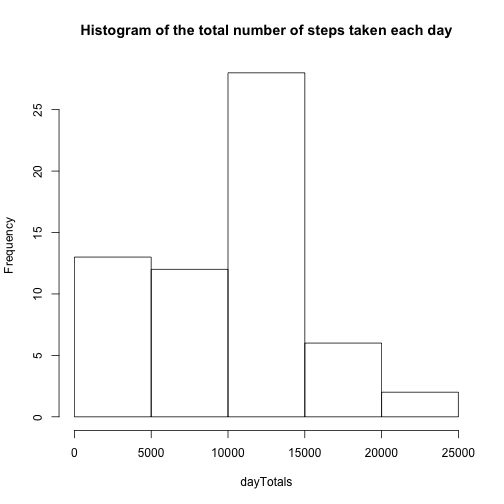 Histogram of the total number of steps taken each day
Frequency
25
20
15
10
5
0
0 5000 10000 15000 20000 25000
dayTotals